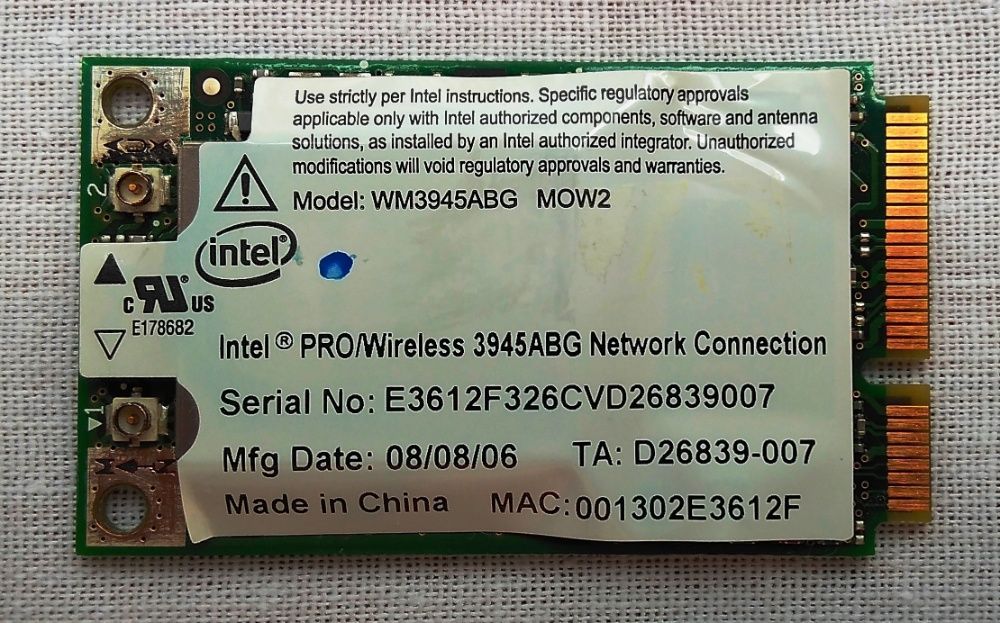 Use strictly per Intel instructions. Specific regulatory approvals
applicable only with Intel authorized components, software and antenna
solutions, as installed by an Intel authorized integrator. Unauthorized
modifications will void regulatory approvals and warranties.
2
Model: WM3945ABG MOW2
intel®
C RU® US
E178682
Intel ® PRO/Wireless 3945ABG Network Connection
Serial No: E3612F326CVD26839007
1
Mfg Date: 08/08/06 TA: D26839-007
MAIN
Made in China MAC:001302E3612F